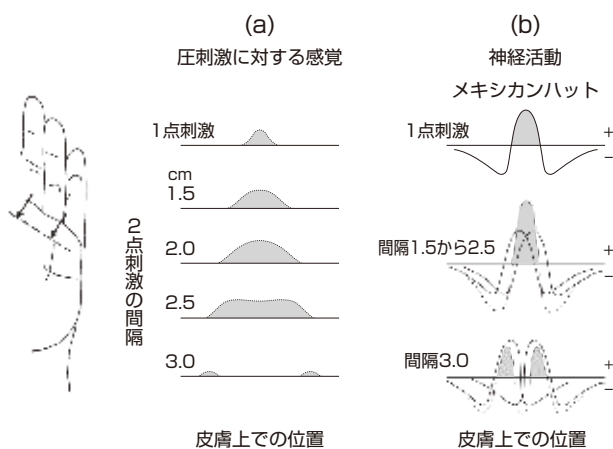 (a)
圧刺激に対する感覚
1点刺激
cm
1.5
2.0
2.5
3.0
2点刺激の間隔
皮膚上での位置
(b)
神経活動
メキシカンハット
1点刺激
+
−
間隔1.5から2.5
+
−
間隔3.0
+
−
皮膚上での位置